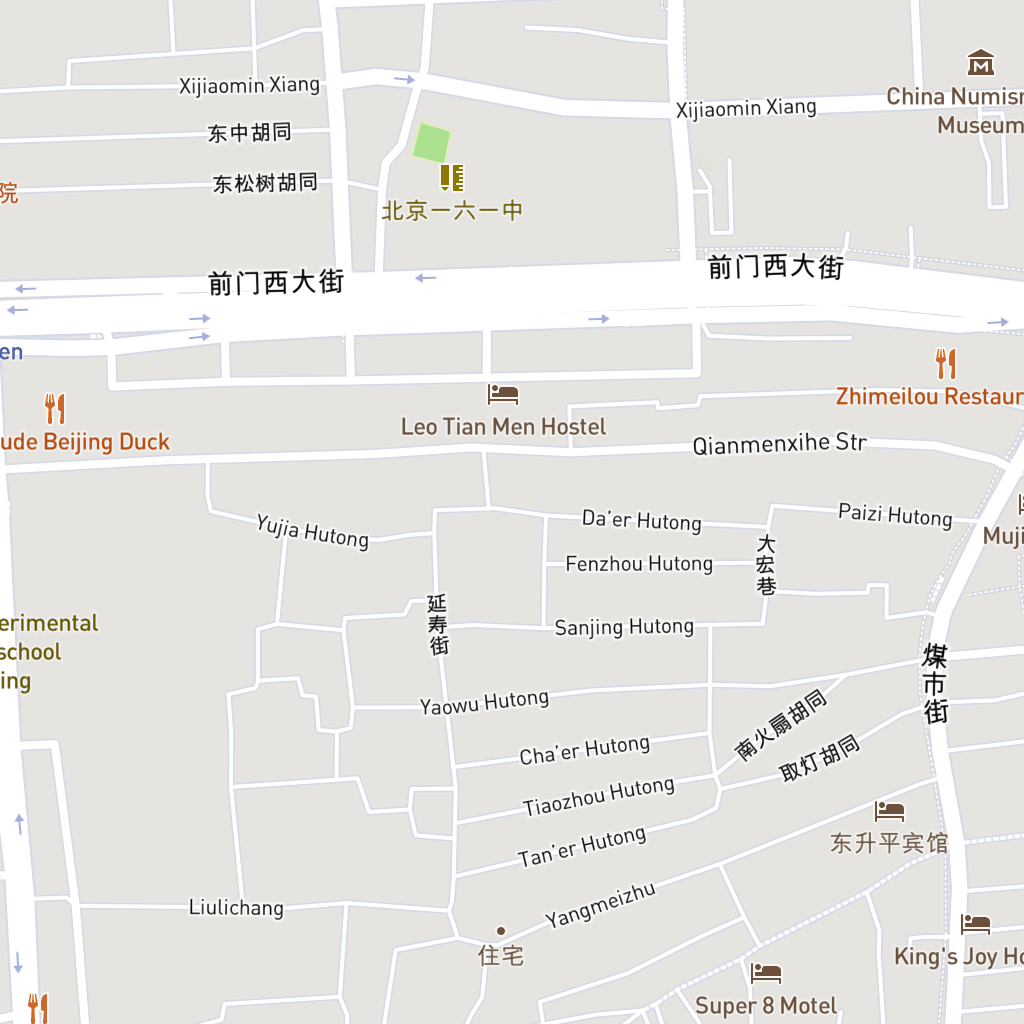 Xijiaomin Xiang
China Numism
Museum
Xijiaomin Xiang
东中胡同
东松树胡同
院
北京一六一中
前门西大街
前门西大街
en
Zhimeilou Restaur
ude Beijing Duck
Leo Tian Men Hostel
Qianmenxihe Str
Yujia Hutong
Da’er Hutong
Paizi Hutong
Muji
大宏巷
Fenzhou Hutong
延寿街
Sanjing Hutong
erimental
school
ing
煤市街
Yaowu Hutong
南火扇胡同
取灯胡同
Cha’er Hutong
Tiaozhou Hutong
东升平宾馆
Tan’er Hutong
Yangmeizhu
Liulichang
住宅
King's Joy Ho
Super 8 Motel